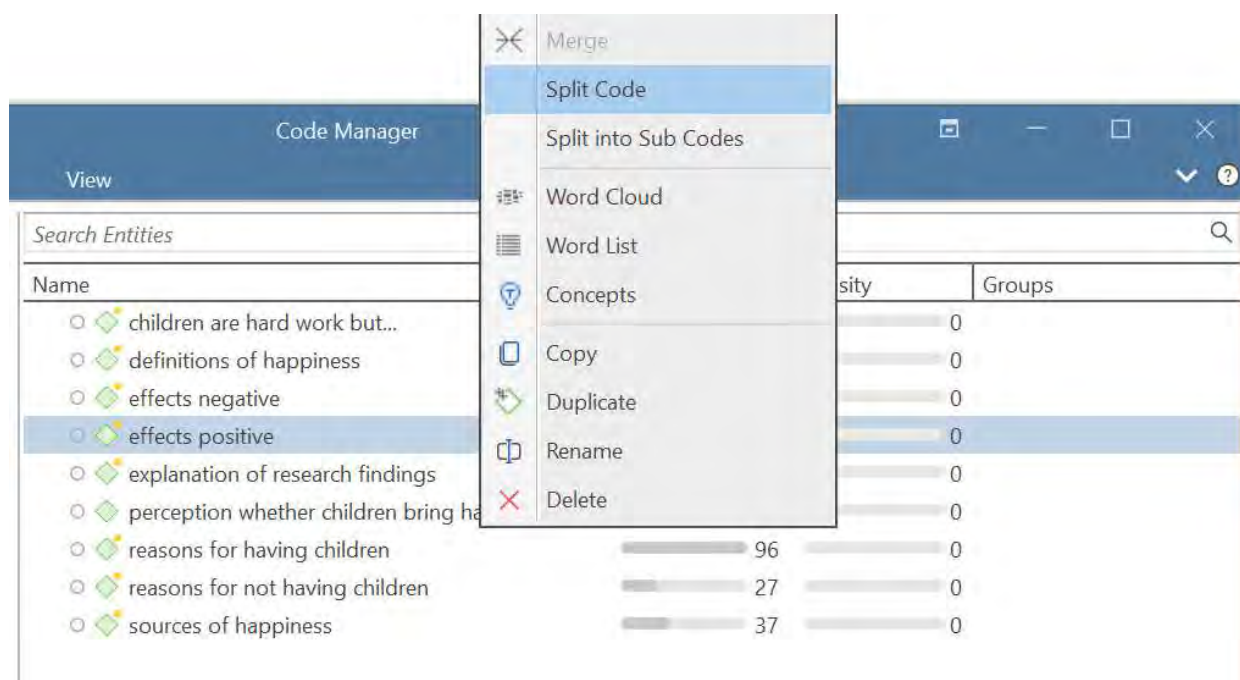 Merge
Split Code
Code Manager
Split into Sub Codes
View
Word Cloud
Search Entities
Word List
Name
sity
Groups
Concepts
children are hard work but...
0
definitions of happiness
Copy
0
effects negative
Duplicate
0
effects positive
Rename
0
explanation of research findings
0
perception whether children bring ha
Delete
0
reasons for having children
96
0
reasons for not having children
27
0
sources of happiness
37
0